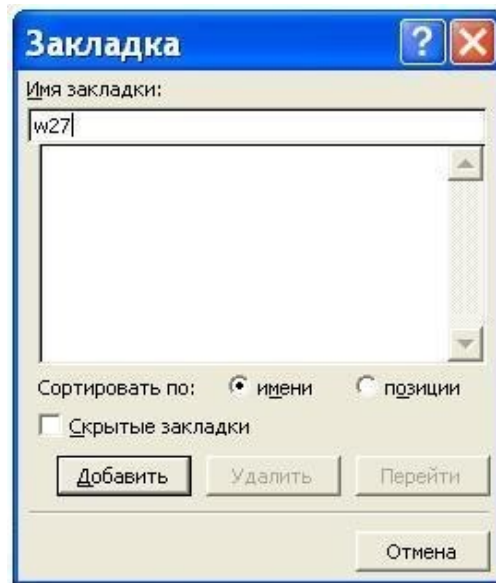 Закладка
Имя закладки:
w27
Сортировать по: имени позиции
Скрытые закладки
Добавить Удалить Перейти
Отмена